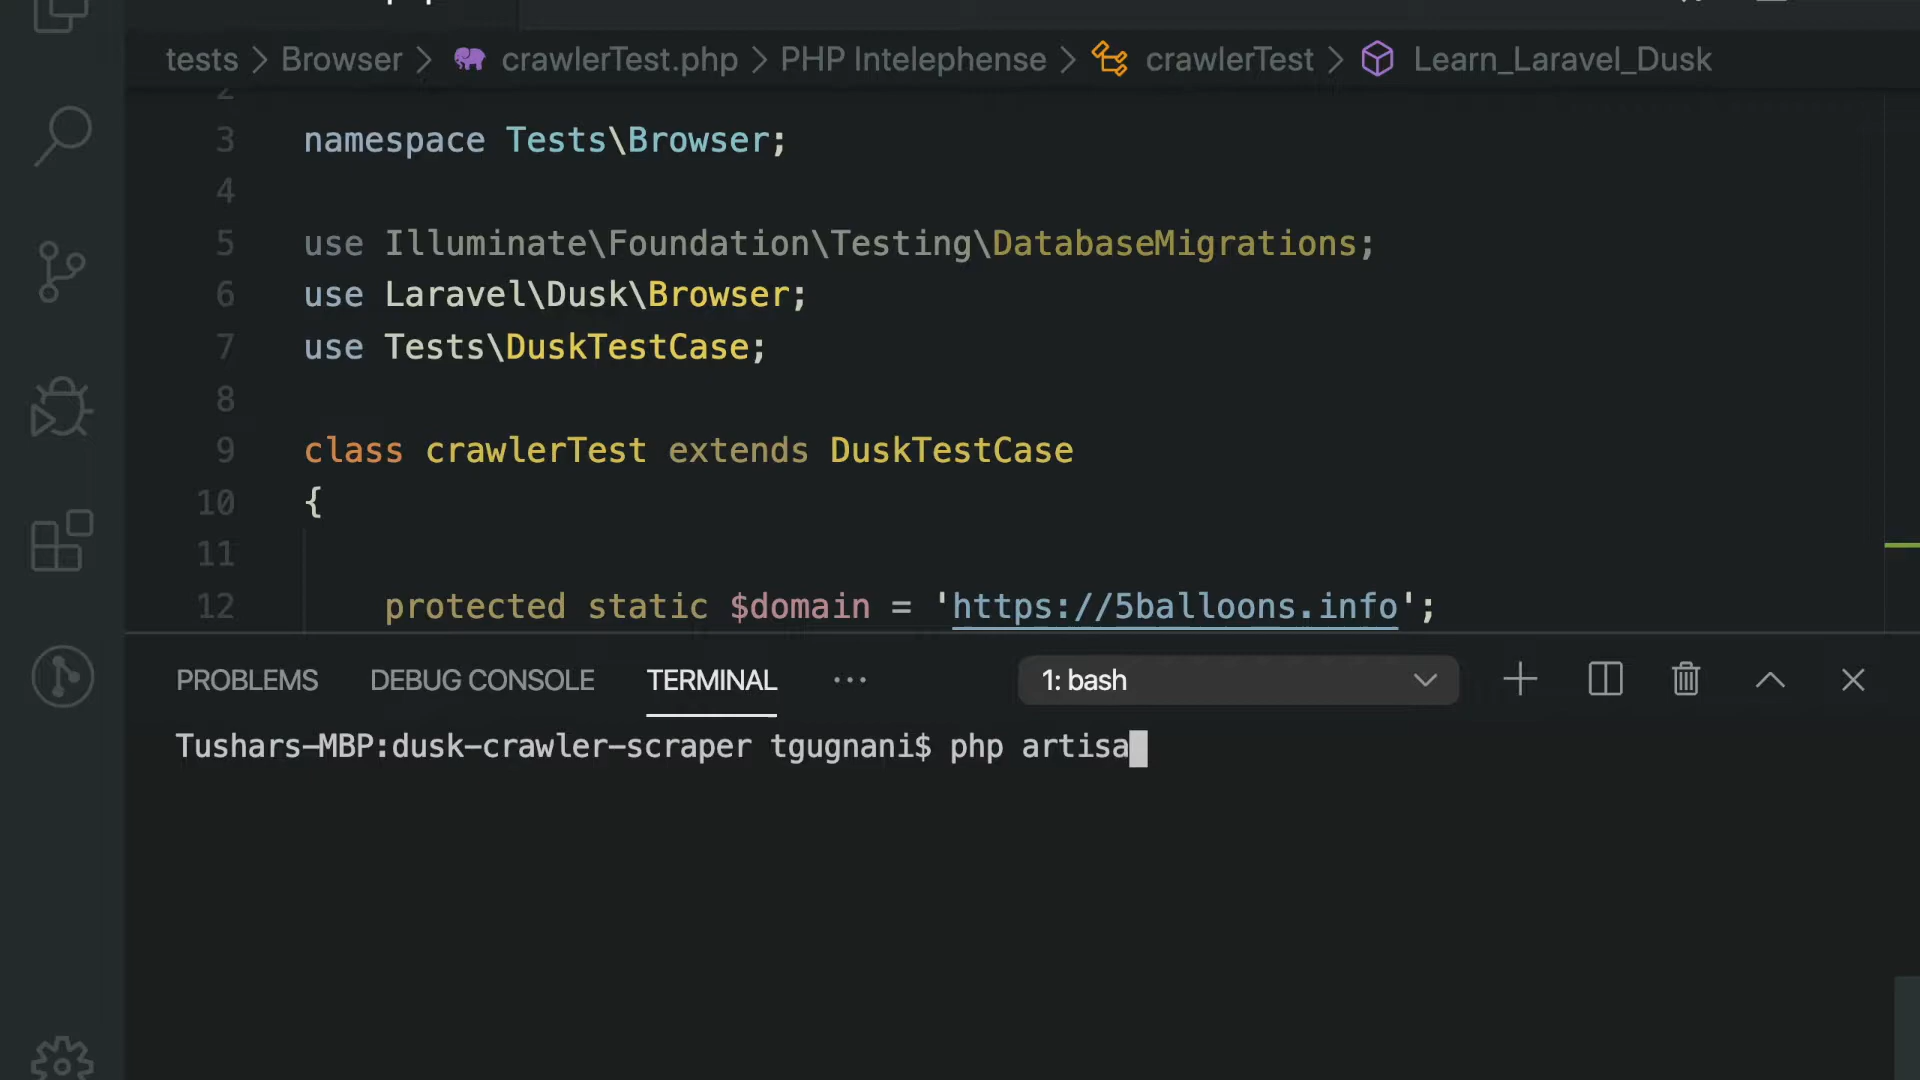 tests > Browser > crawlerTest.php > PHP Intelephense > crawlerTest > Learn_Laravel_Dusk
2
3 namespace Tests\Browser;
4
5 use Illuminate\Foundation\Testing\DatabaseMigrations;
6 use Laravel\Dusk\Browser;
7 use Tests\DuskTestCase;
8
9 class crawlerTest extends DuskTestCase
10 {
11
12 protected static $domain = 'https://5balloons.info';
PROBLEMS DEBUG CONSOLE TERMINAL ··· 1: bash
Tushars-MBP:dusk-crawler-scraper tgugnani$ php artisa